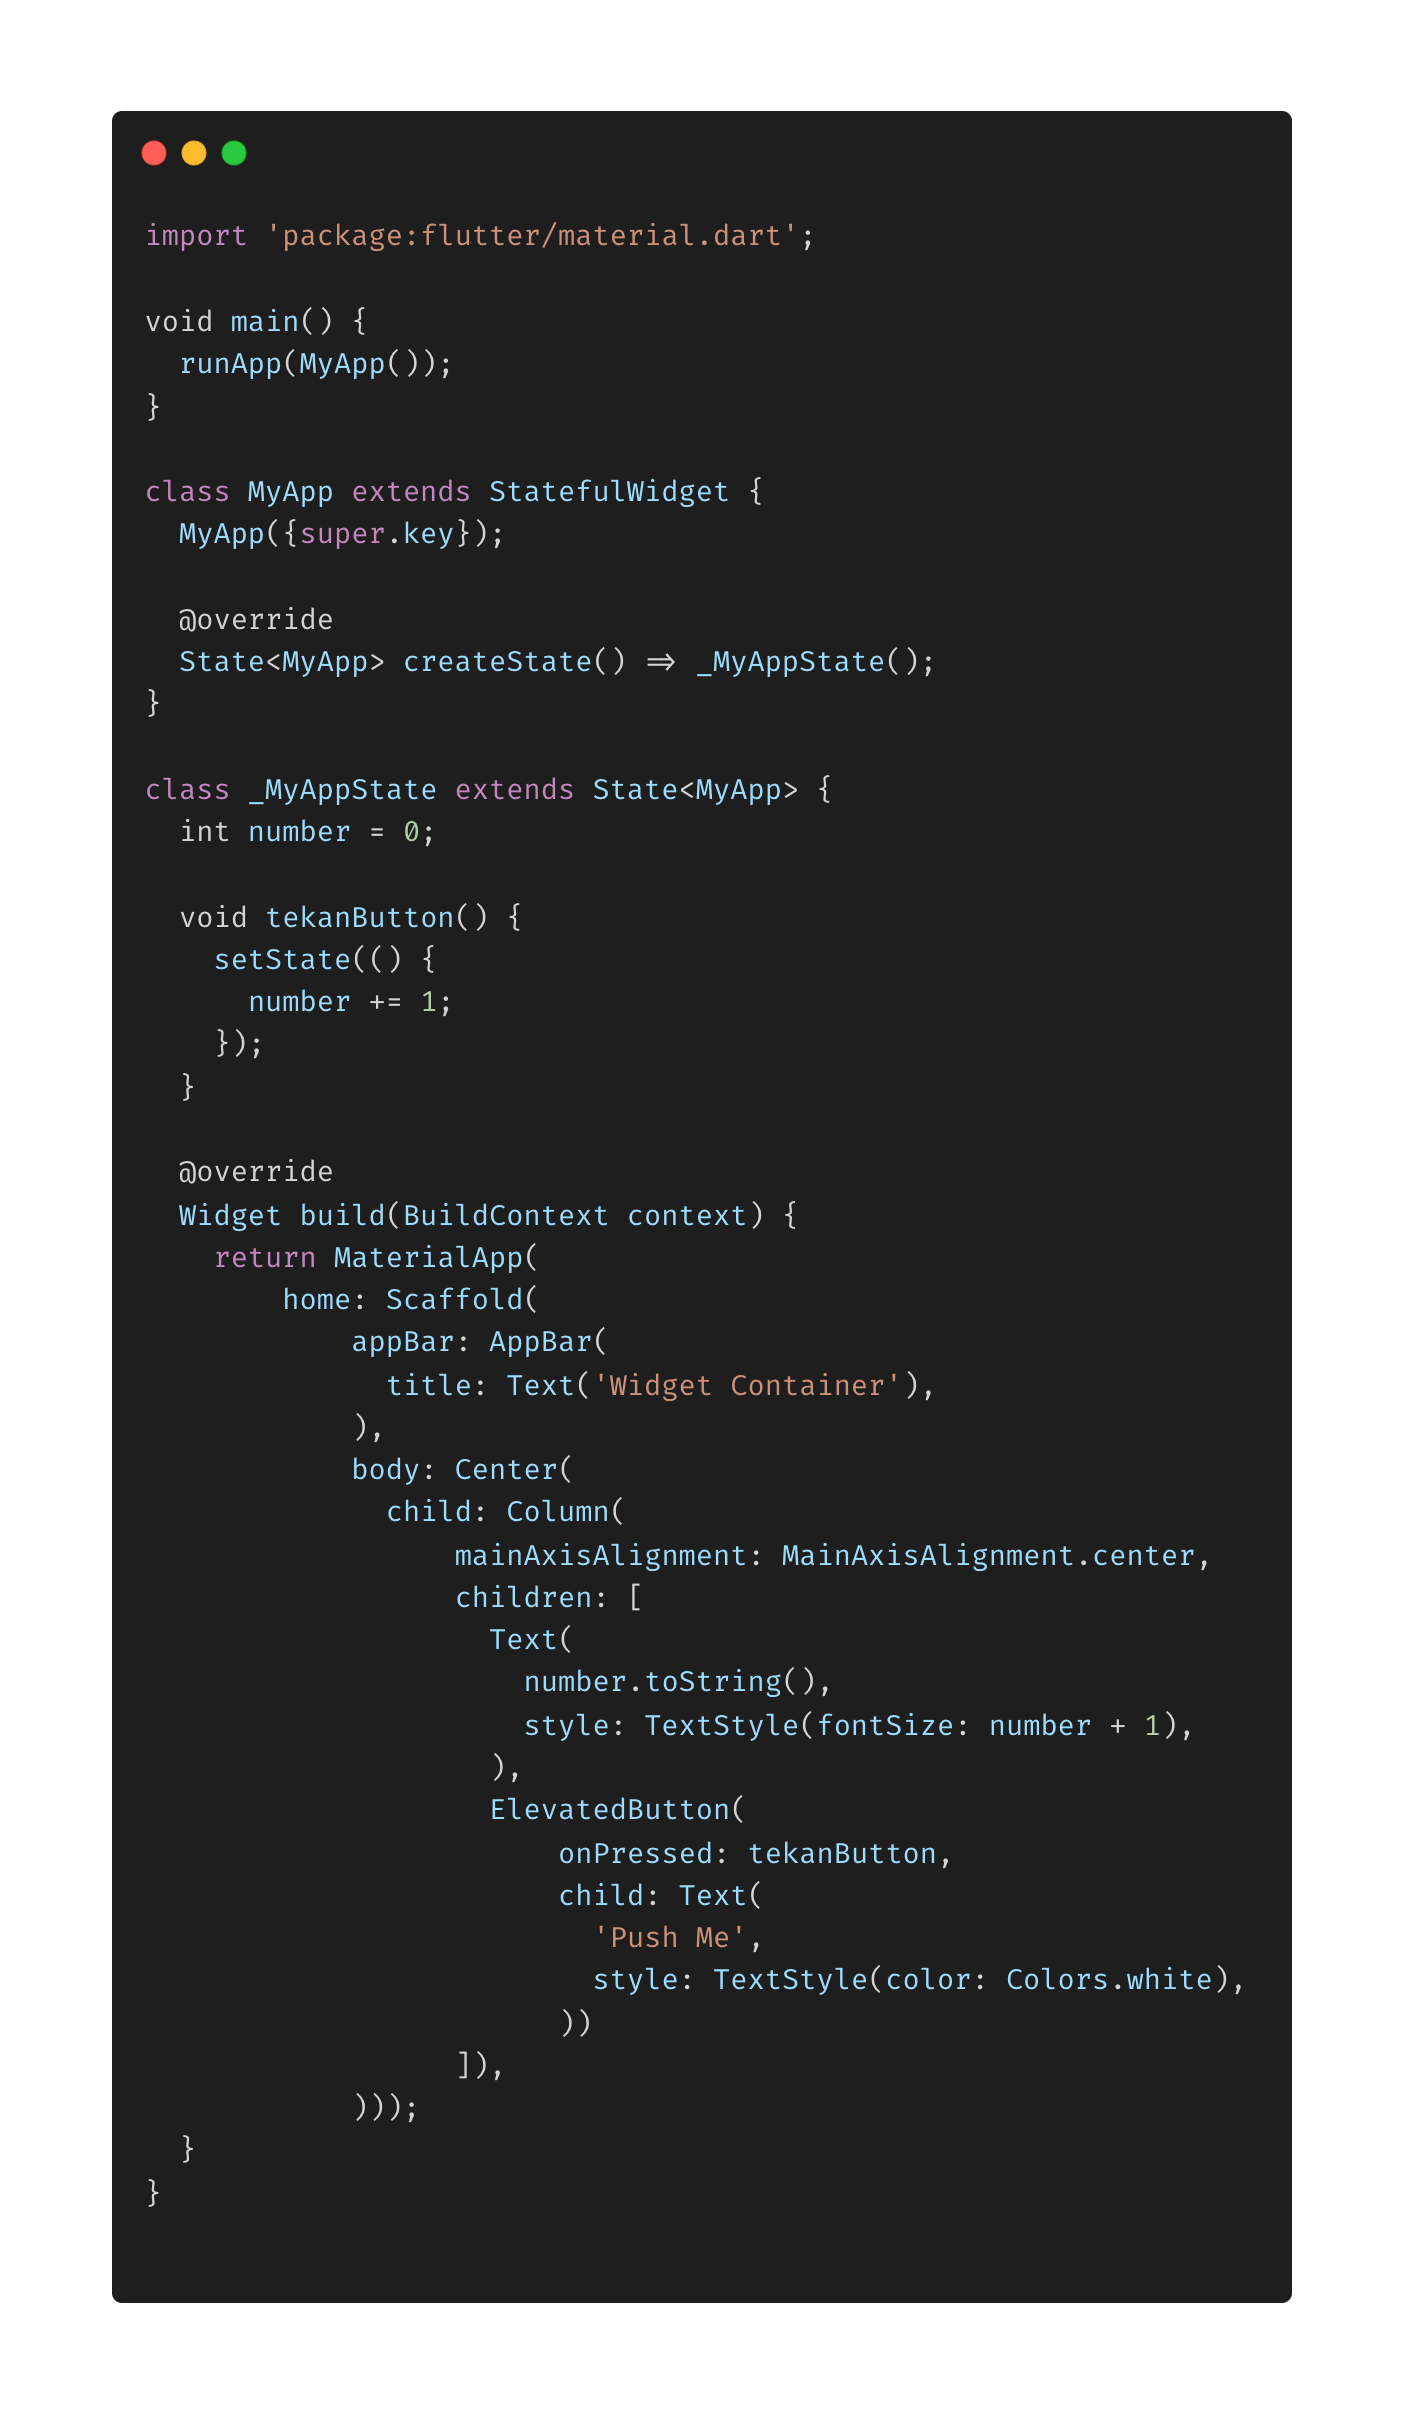 import 'package:flutter/material.dart';

void main() {
  runApp(MyApp());
}

class MyApp extends StatefulWidget {
  MyApp({super.key});

  @override
  State<MyApp> createState() => _MyAppState();
}

class _MyAppState extends State<MyApp> {
  int number = 0;

  void tekanButton() {
    setState(() {
      number += 1;
    });
  }

  @override
  Widget build(BuildContext context) {
    return MaterialApp(
        home: Scaffold(
            appBar: AppBar(
              title: Text('Widget Container'),
            ),
            body: Center(
              child: Column(
                  mainAxisAlignment: MainAxisAlignment.center,
                  children: [
                    Text(
                      number.toString(),
                      style: TextStyle(fontSize: number + 1),
                    ),
                    ElevatedButton(
                        onPressed: tekanButton,
                        child: Text(
                          'Push Me',
                          style: TextStyle(color: Colors.white),
                        ))
                  ]),
            )));
  }
}